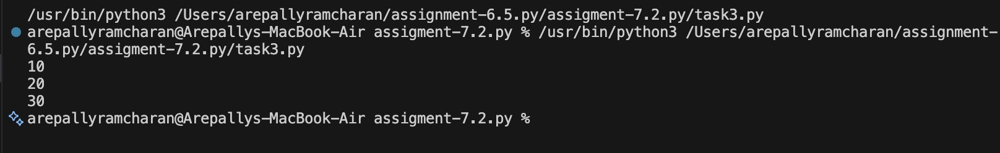 /usr/bin/python3 /Users/arepallyramcharan/assignment-6.5.py/assigment-7.2.py/task3.py
arepallyramcharan@Arepallys-MacBook-Air assigment-7.2.py % /usr/bin/python3 /Users/arepallyramcharan/assignment-
6.5.py/assigment-7.2.py/task3.py
10
20
30
arepallyramcharan@Arepallys-MacBook-Air assigment-7.2.py %